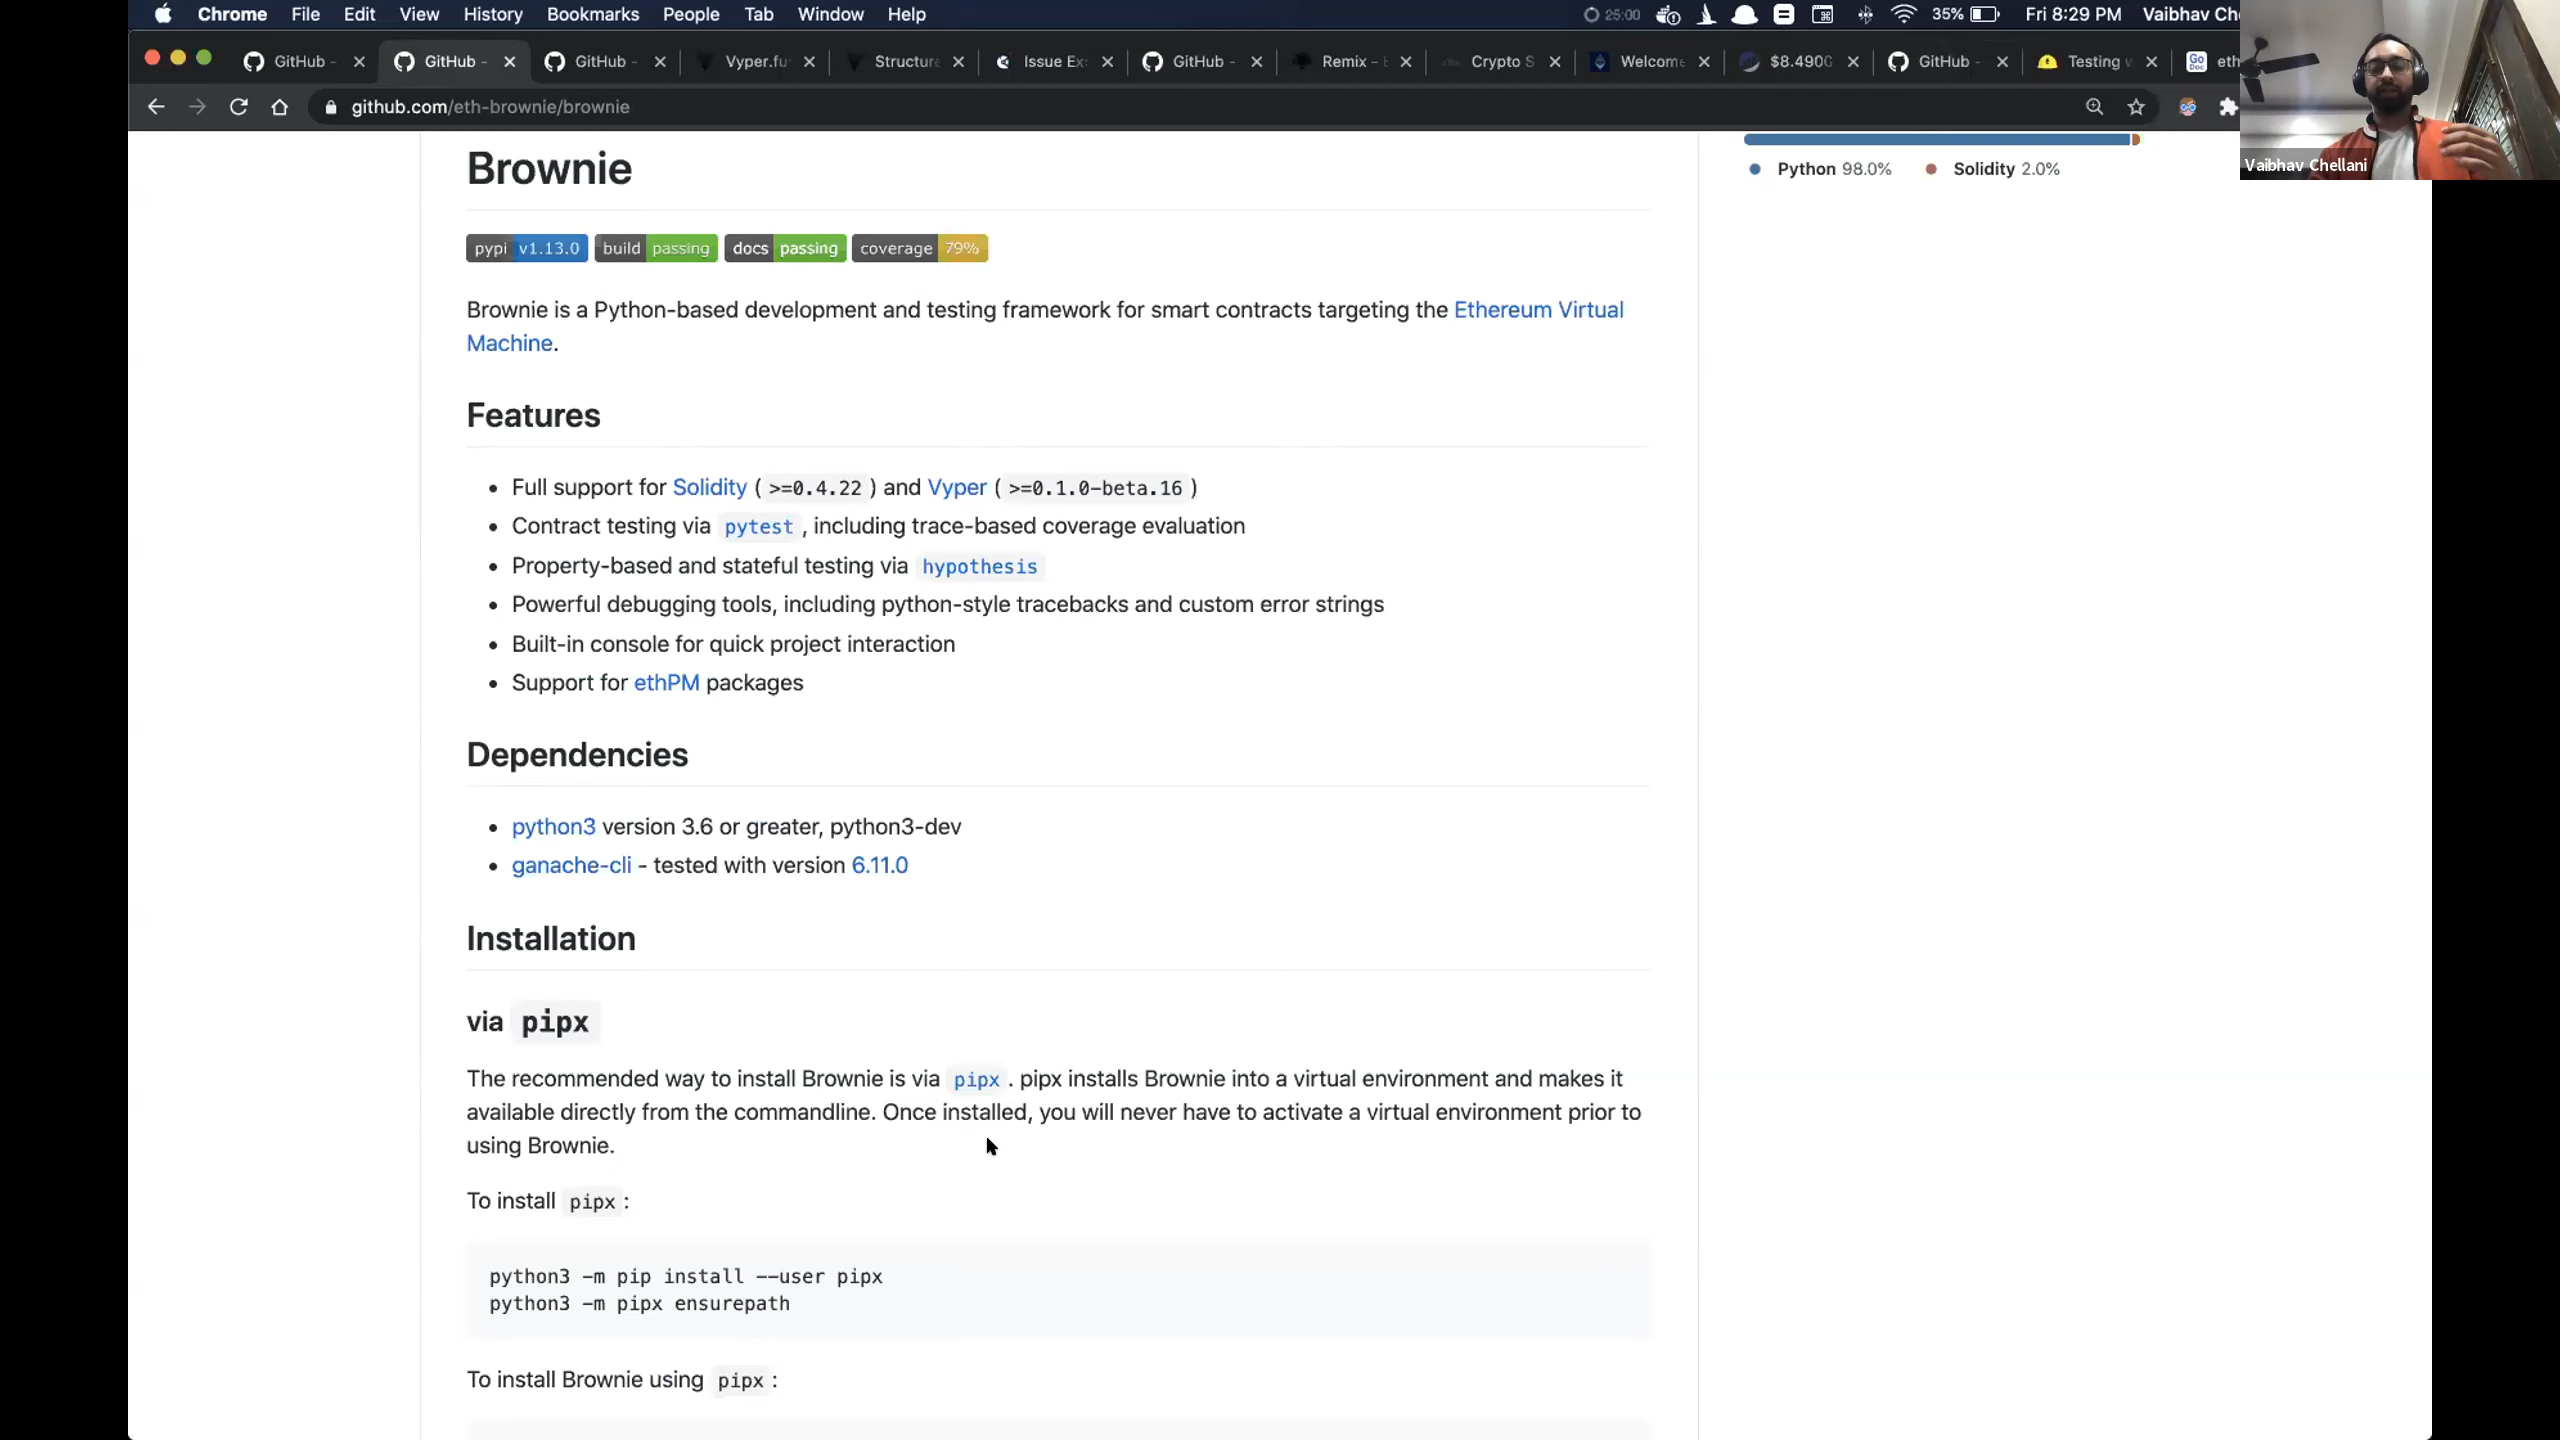 Chrome File Edit View History Bookmarks People Tab Window Help 25:00 35% Fri 8:29 PM Vaibhav Che
GitHub - GitHub - GitHub - Vyper.fu Structure Issue Ex GitHub - Remix - Crypto S Welcome $8.4900 GitHub - Testing Go Doc eth
github.com/eth-brownie/brownie
Vaibhav Chellani
Python 98.0% Solidity 2.0%
Brownie
pypi v1.13.0 build passing docs passing coverage 79%
Brownie is a Python-based development and testing framework for smart contracts targeting the Ethereum Virtual
Machine.
Features
Full support for Solidity ( >=0.4.22 ) and Vyper ( >=0.1.0-beta.16 )
Contract testing via pytest , including trace-based coverage evaluation
Property-based and stateful testing via hypothesis
Powerful debugging tools, including python-style tracebacks and custom error strings
Built-in console for quick project interaction
Support for ethPM packages
Dependencies
python3 version 3.6 or greater, python3-dev
ganache-cli - tested with version 6.11.0
Installation
via pipx
The recommended way to install Brownie is via pipx . pipx installs Brownie into a virtual environment and makes it
available directly from the commandline. Once installed, you will never have to activate a virtual environment prior to
using Brownie.
To install pipx :
python3 -m pip install --user pipx
python3 -m pipx ensurepath
To install Brownie using pipx :